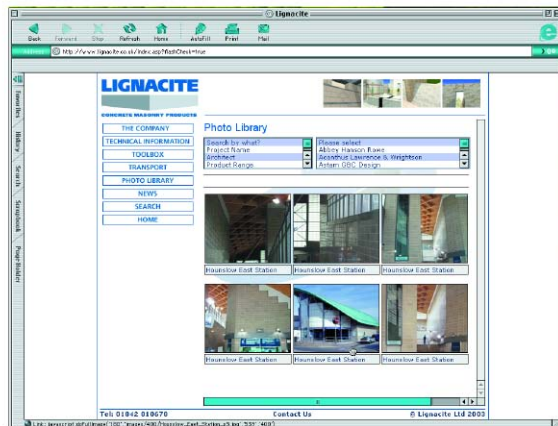 Lignacite
Back Forward Stop Refresh Home AutoFill Print Mail
Address http://www.lignacite.co.uk/index.asp?flashCheck=true
Favorites
History
Search
Scrapbook
Page Holder
LIGNACITE
CONCRETE MASONRY PRODUCTS
THE COMPANY
TECHNICAL INFORMATION
TOOLBOX
TRANSPORT
PHOTO LIBRARY
NEWS
SEARCH
HOME
Photo Library
Search by what? Please select
Project Name Abbey Hanson Rowe
Architect Acanthus Lawrence & Wrightson
Product Range Astam GBC Design
Hounslow East Station Hounslow East Station Hounslow East Station
Hounslow East Station Hounslow East Station Hounslow East Station
Tel: 01842 810678 Contact Us © Lignacite Ltd 2003